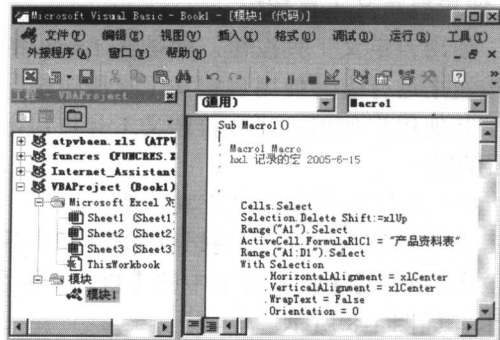 Microsoft Visual Basic - Book1 - [模块1 (代码)]
文件(F) 编辑(E) 视图(V) 插入(I) 格式(O) 调试(D) 运行(R) 工具(T)
外接程序(A) 窗口(W) 帮助(H)
工程 - VBAProject
(通用)
Macro1
atpvbaen.xls (ATPV
funcres (FUNCRES.X
Internet_Assistant
VBAProject (Book1)
Microsoft Excel 对
Sheet1 (Sheet1
Sheet2 (Sheet2
Sheet3 (Sheet3
ThisWorkbook
模块
模块1
Sub Macro1()
'
' Macro1 Macro
' hxl 记录的宏 2005-6-15
Cells.Select
Selection.Delete Shift:=xlUp
Range("A1").Select
ActiveCell.FormulaR1C1 = "产品资料表"
Range("A1:D1").Select
With Selection
.HorizontalAlignment = xlCenter
.VerticalAlignment = xlCenter
.WrapText = False
.Orientation = 0